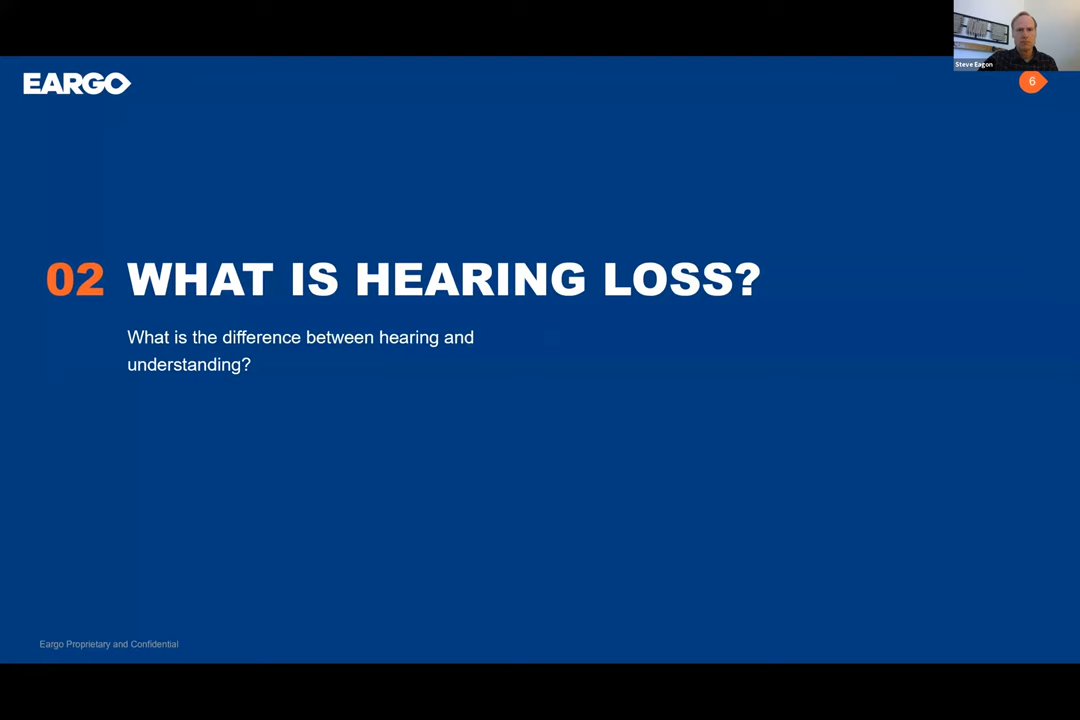 Steve Eagon
EARGO
6
02 WHAT IS HEARING LOSS?
What is the difference between hearing and
understanding?
Eargo Proprietary and Confidential